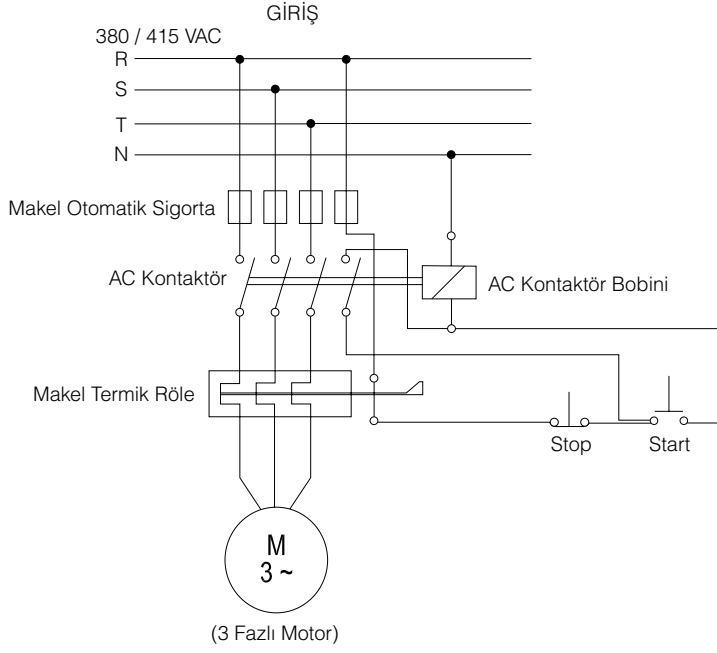 GİRİŞ
380 / 415 VAC
R
S
T
N
Makel Otomatik Sigorta
AC Kontaktör
AC Kontaktör Bobini
Makel Termik Röle
Stop
Start
M
3 ~
(3 Fazlı Motor)